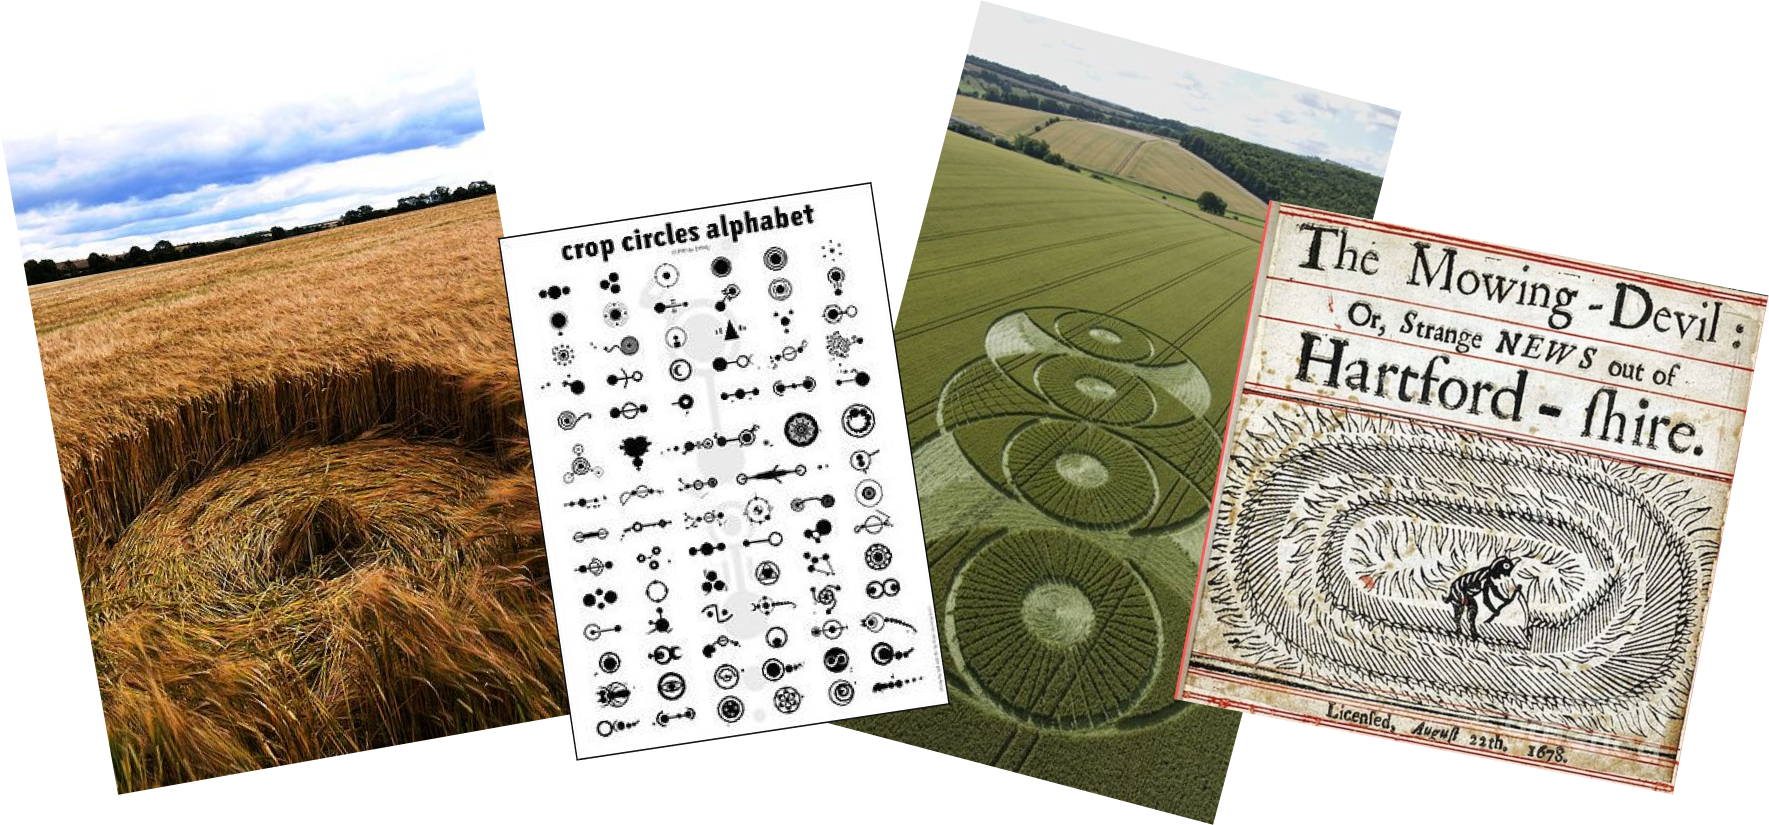 crop circles alphabet
The Mowing-Devil:
Or, Strange NEWS out of
Hartford-ſhire.
Licenſed, Auguſt 22th. 1678.